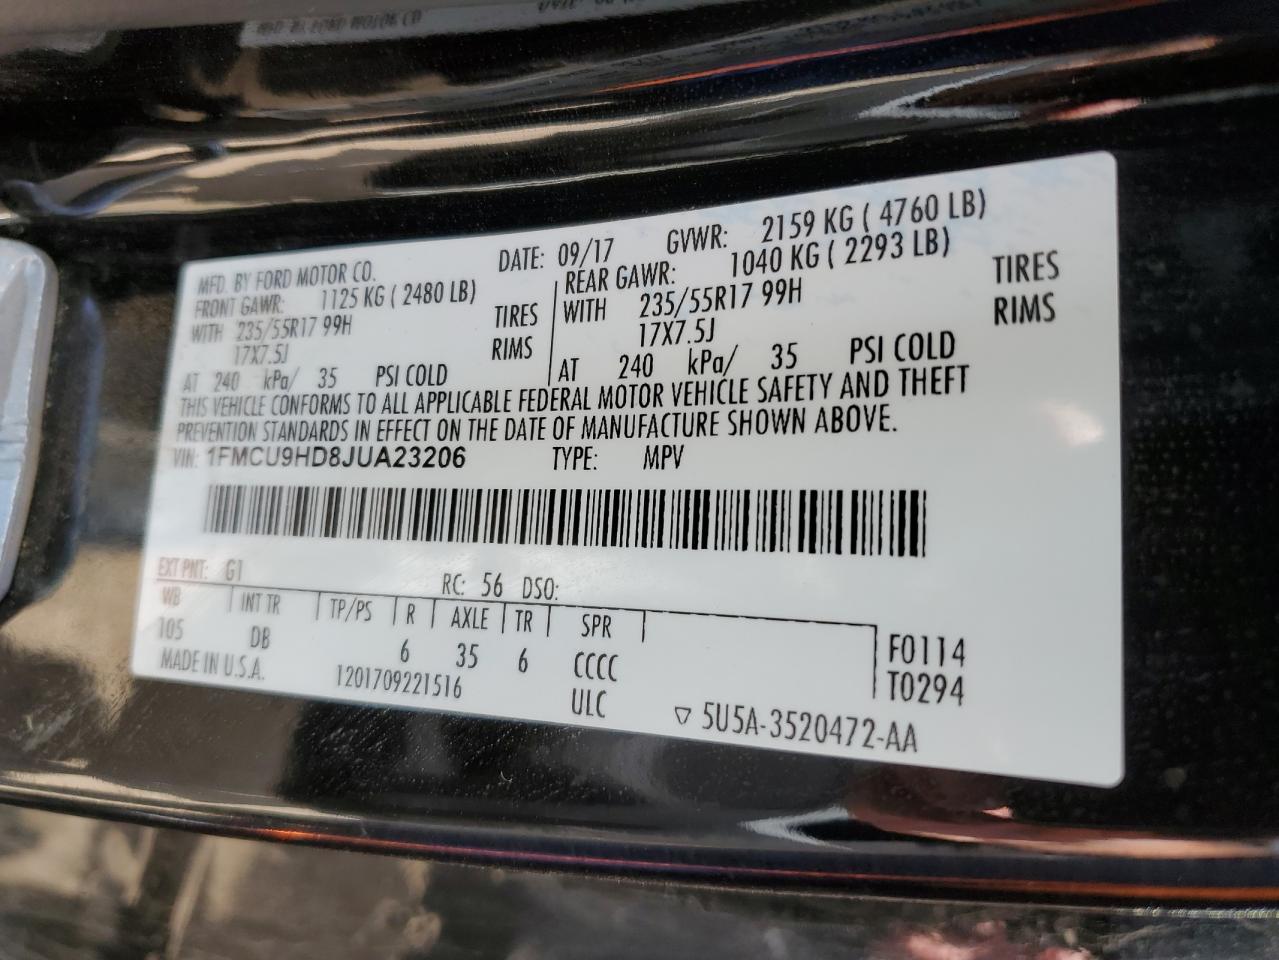 MFD. BY FORD MOTOR CO.
DATE: 09/17 GVWR: 2159 KG ( 4760 LB)
FRONT GAWR: 1125 KG ( 2480 LB)
WITH 235/55R17 99H TIRES
17X7.5J RIMS
AT 240 kPa/ 35 PSI COLD
REAR GAWR: 1040 KG ( 2293 LB)
WITH 235/55R17 99H TIRES
17X7.5J RIMS
AT 240 kPa/ 35 PSI COLD
THIS VEHICLE CONFORMS TO ALL APPLICABLE FEDERAL MOTOR VEHICLE SAFETY AND THEFT
PREVENTION STANDARDS IN EFFECT ON THE DATE OF MANUFACTURE SHOWN ABOVE.
VIN: 1FMCU9HD8JUA23206 TYPE: MPV
EXT PNT: G1 RC: 56 DSO:
WB INT TR TP/PS R AXLE TR SPR
105 DB 6 35 6 CCCC F0114
MADE IN U.S.A. 1201709221516 ULC T0294
▽ 5U5A-3520472-AA